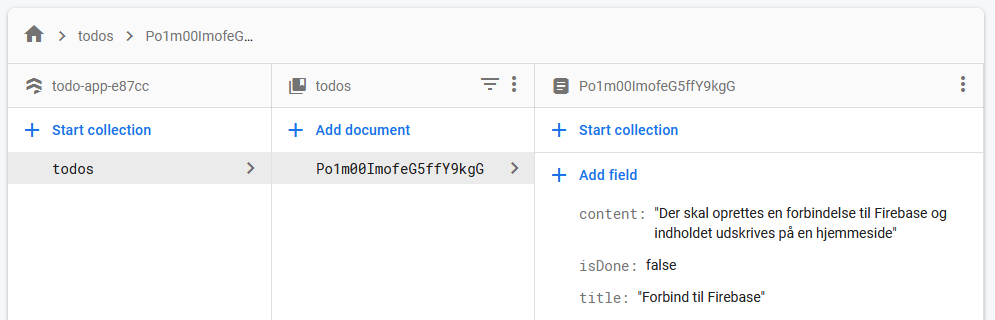 todos
Po1m00ImofeG...
todo-app-e87cc
todos
Po1m00ImofeG5ffY9kgG
Start collection
Add document
Start collection
todos
Po1m00ImofeG5ffY9kgG
Add field
content: "Der skal oprettes en forbindelse til Firebase og
indholdet udskrives på en hjemmeside"
isDone: false
title: "Forbind til Firebase"